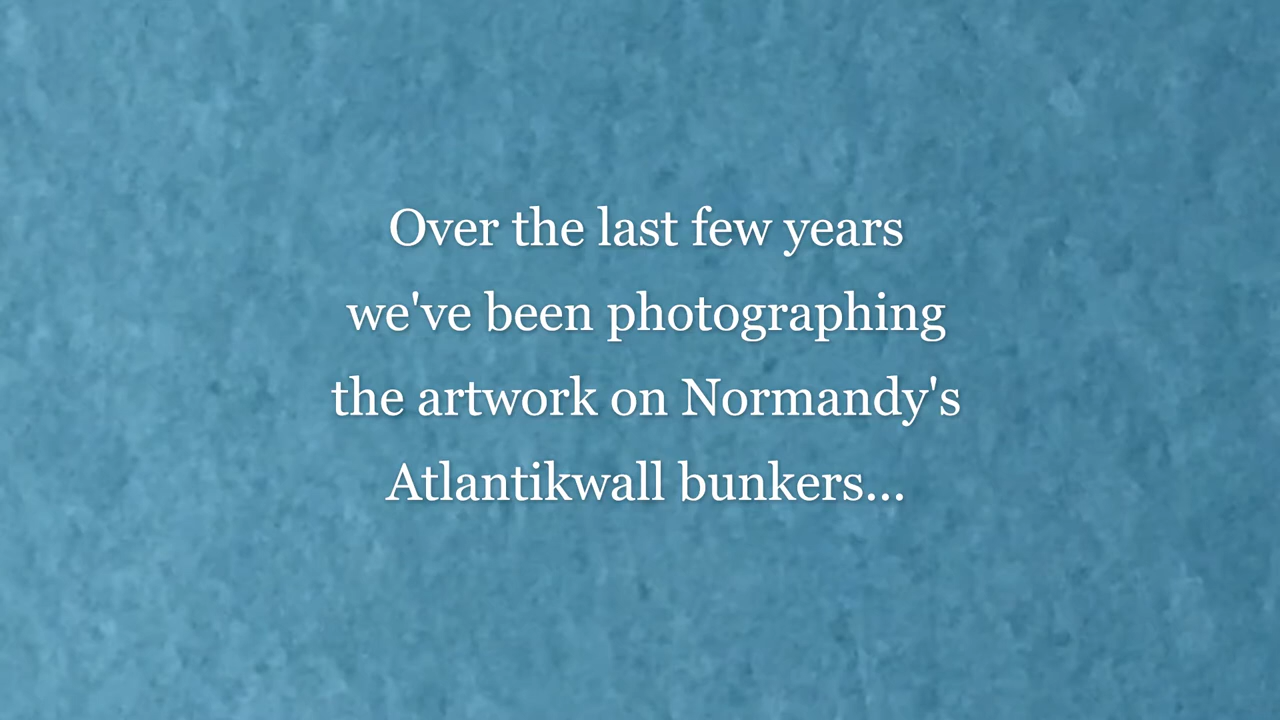 Over the last few years
we've been photographing
the artwork on Normandy's
Atlantikwall bunkers...